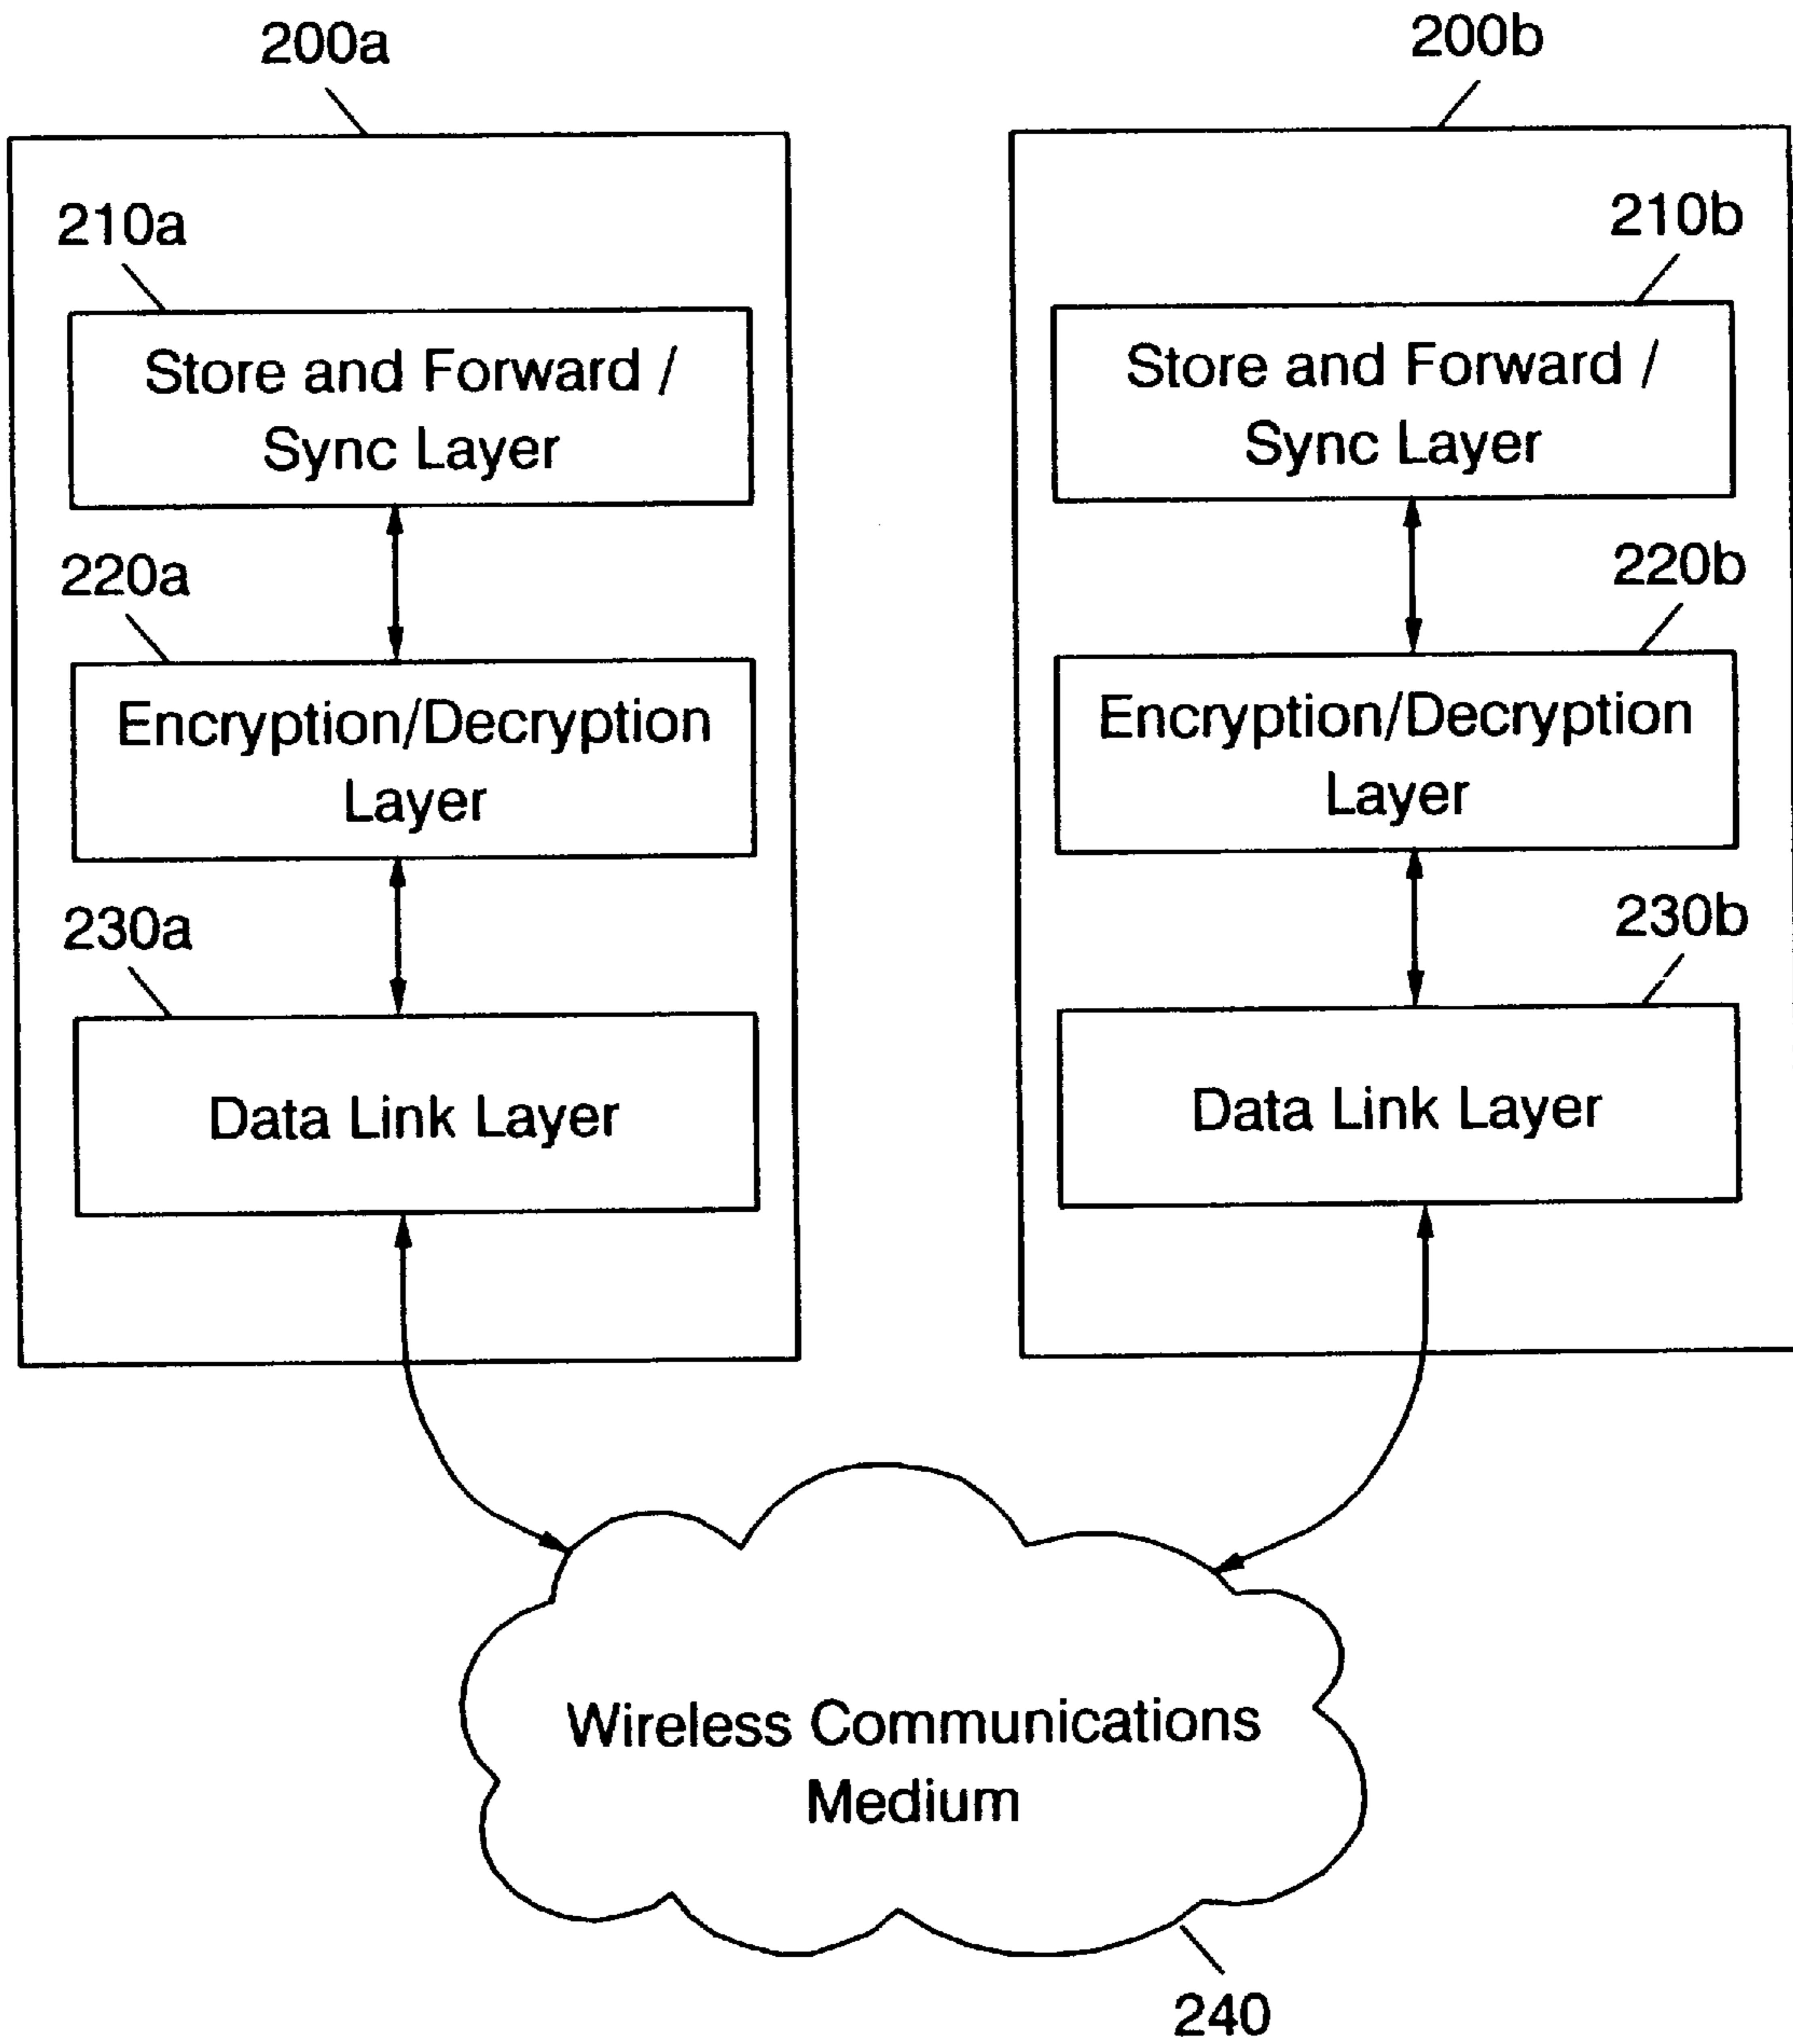 200a
200b
210a
210b
Store and Forward /
Sync Layer
Store and Forward /
Sync Layer
220a
220b
Encryption/Decryption
Layer
Encryption/Decryption
Layer
230a
230b
Data Link Layer
Data Link Layer
Wireless Communications
Medium
240